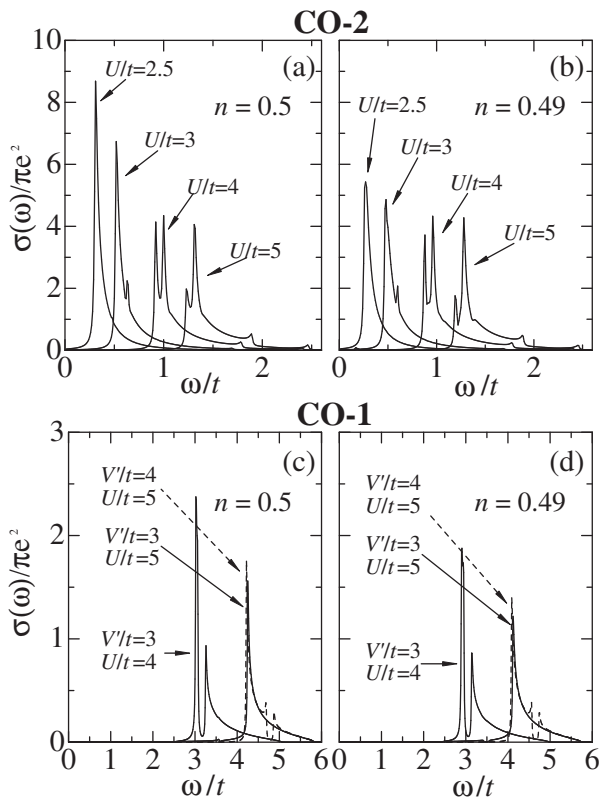 CO-2
10
8
6
4
2
0
σ(ω)/πe²
(a)
U/t=2.5
n = 0.5
U/t=3
U/t=4
U/t=5
0 1 2
ω/t
(b)
U/t=2.5
n = 0.49
U/t=3
U/t=4
U/t=5
0 1 2
ω/t
CO-1
3
2
1
0
σ(ω)/πe²
(c)
V'/t=4
U/t=5
n = 0.5
V'/t=3
U/t=5
V'/t=3
U/t=4
0 1 2 3 4 5 6
ω/t
(d)
V'/t=4
U/t=5
n = 0.49
V'/t=3
U/t=5
V'/t=3
U/t=4
0 1 2 3 4 5 6
ω/t